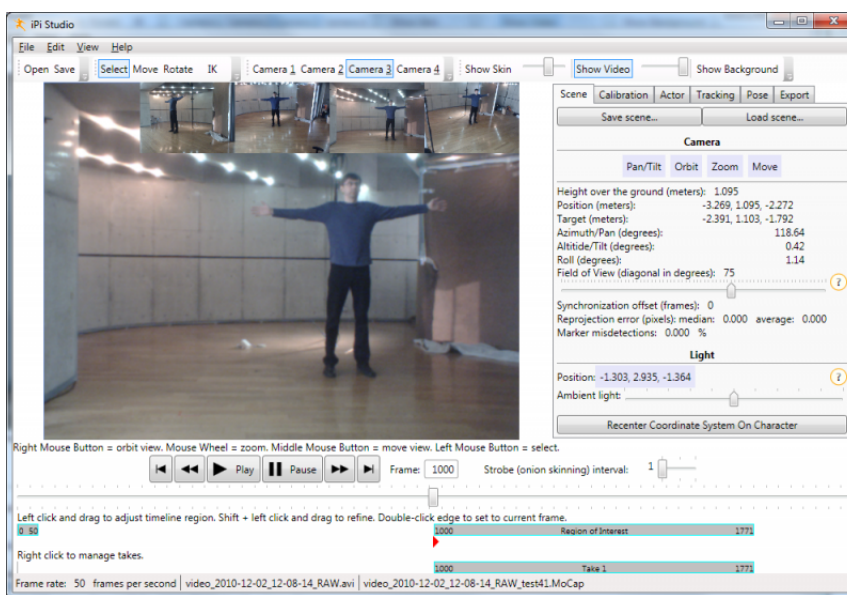 iPi Studio
File Edit View Help
Open Save Select Move Rotate IK Camera 1 Camera 2 Camera 3 Camera 4 Show Skin Show Video Show Background
Scene Calibration Actor Tracking Pose Export
Save scene... Load scene...
Camera
Pan/Tilt Orbit Zoom Move
Height over the ground (meters): 1.095
Position (meters): -3.269, 1.095, -2.272
Target (meters): -2.391, 1.103, -1.792
Azimuth/Pan (degrees): 118.64
Altitide/Tilt (degrees): 0.42
Roll (degrees): 1.14
Field of View (diagonal in degrees): 75
?
Synchronization offset (frames): 0
Reprojection error (pixels): median: 0.000 average: 0.000
Marker misdetections: 0.000 %
Light
Position: -1.303, 2.935, -1.364
?
Ambient light:
Recenter Coordinate System On Character
Right Mouse Button = orbit view. Mouse Wheel = zoom. Middle Mouse Button = move view. Left Mouse Button = select.
Play Pause Frame: 1000 Strobe (onion skinning) interval: 1
Left click and drag to adjust timeline region. Shift + left click and drag to refine. Double-click edge to set to current frame.
0 50 1000 Region of Interest 1771
Right click to manage takes.
1000 Take 1 1771
Frame rate: 50 frames per second video_2010-12-02_12-08-14_RAW.avi video_2010-12-02_12-08-14_RAW_test41.MoCap